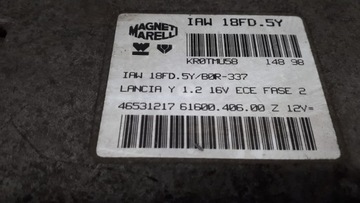 MAGNETI
MARELLI
IAW 18FD.5Y
KR0TMU58 148 98
IAW 18FD.5Y/B0R-337
LANCIA Y 1.2 16V ECE FASE 2
46531217 61600.406.00 Z 12V=